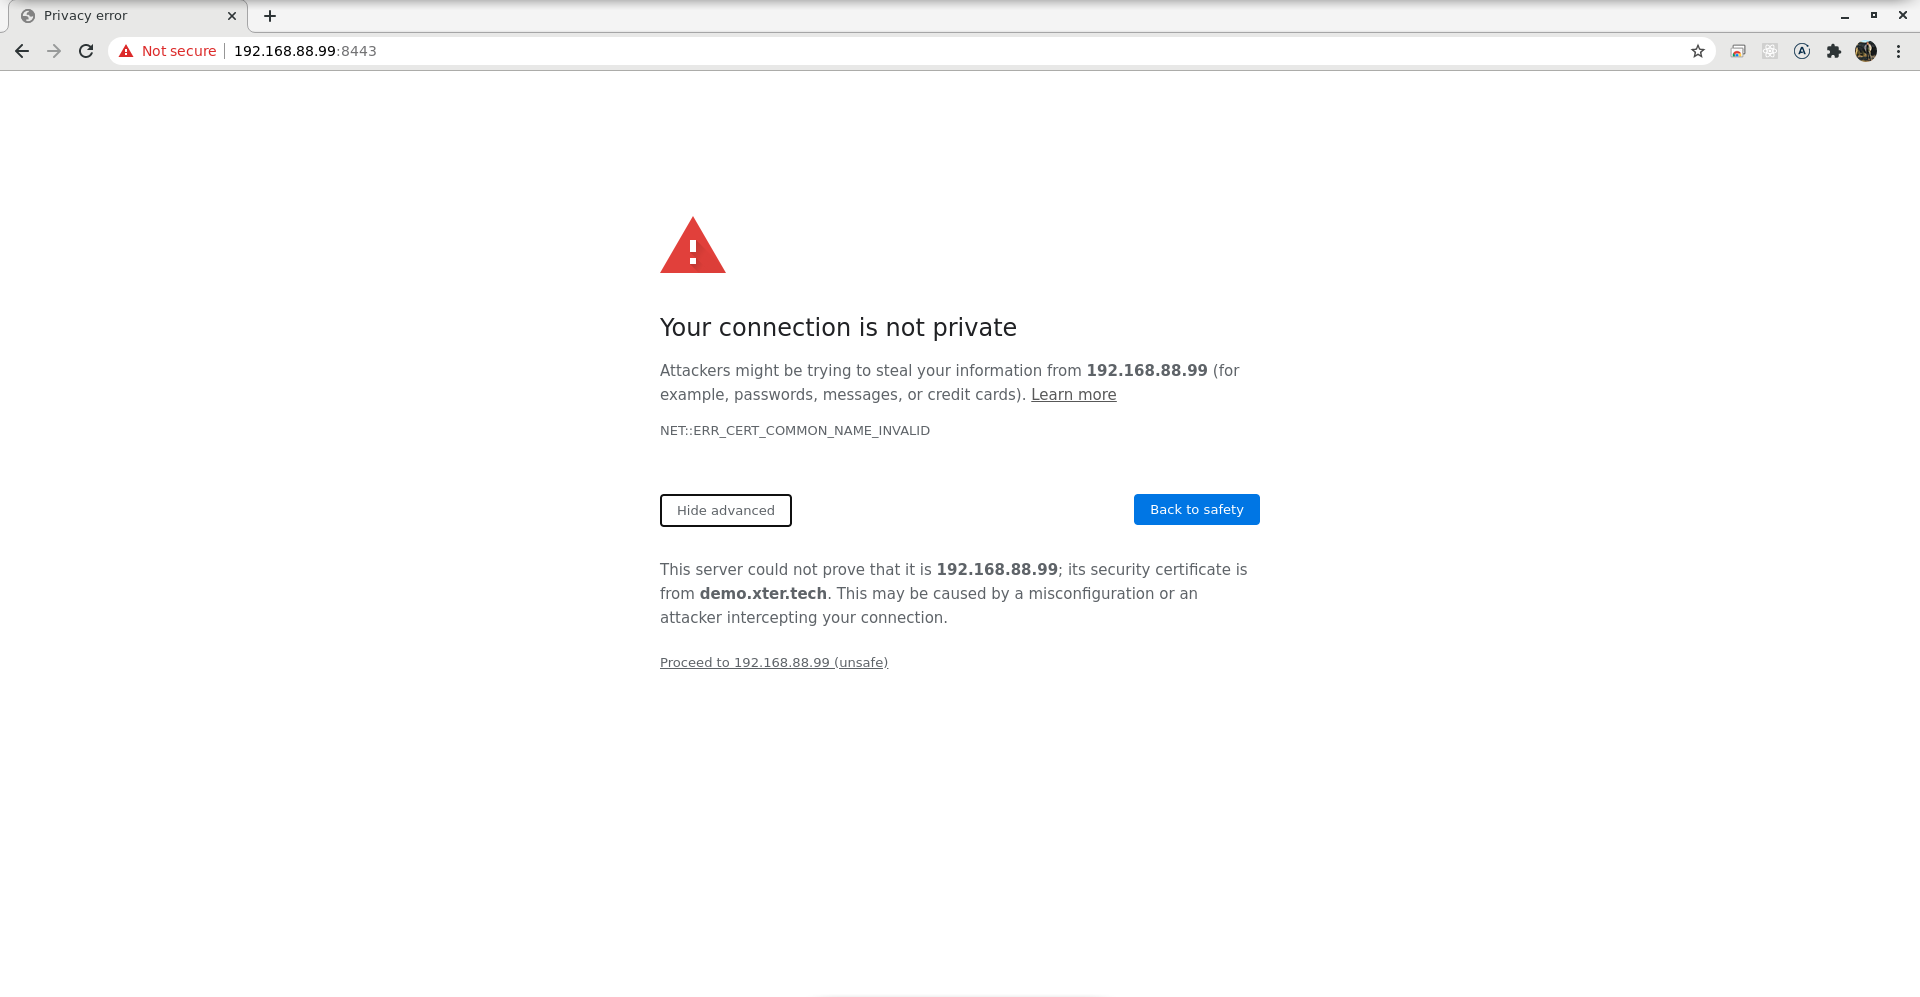 Privacy error
Not secure 192.168.88.99:8443
Your connection is not private
Attackers might be trying to steal your information from 192.168.88.99 (for
example, passwords, messages, or credit cards). Learn more
NET::ERR_CERT_COMMON_NAME_INVALID
Hide advanced
Back to safety
This server could not prove that it is 192.168.88.99; its security certificate is
from demo.xter.tech. This may be caused by a misconfiguration or an
attacker intercepting your connection.
Proceed to 192.168.88.99 (unsafe)